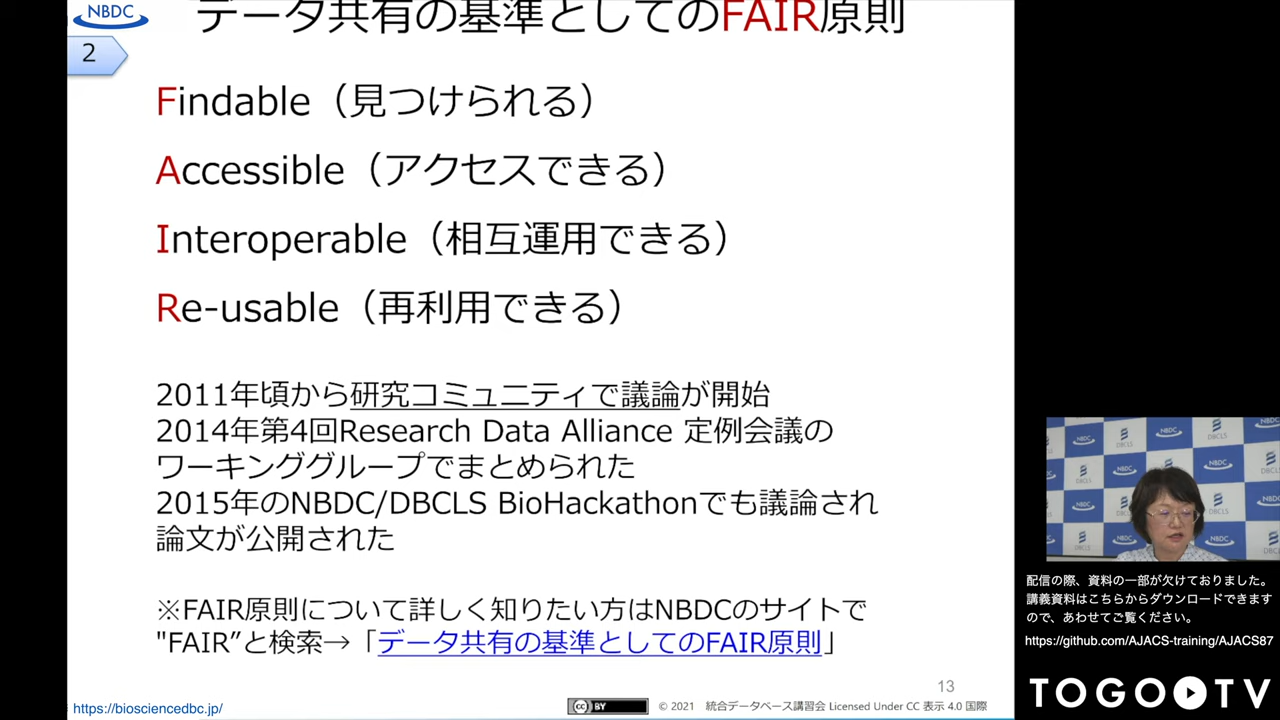 NBDC
データ共有の基準としてのFAIR原則
2
Findable（見つけられる）
Accessible（アクセスできる）
Interoperable（相互運用できる）
Re-usable（再利用できる）
2011年頃から研究コミュニティで議論が開始
2014年第4回Research Data Alliance 定例会議の
ワーキンググループでまとめられた
2015年のNBDC/DBCLS BioHackathonでも議論され
論文が公開された
※FAIR原則について詳しく知りたい方はNBDCのサイトで
"FAIR”と検索→「データ共有の基準としてのFAIR原則」
13
https://biosciencedbc.jp/
CC BY
© 2021 統合データベース講習会 Licensed Under CC 表示 4.0 国際
NBDC
DBCLS
配信の際、資料の一部が欠けておりました。
講義資料はこちらからダウンロードできます
ので、あわせてご覧ください。
https://github.com/AJACS-training/AJACS87
TOGO TV